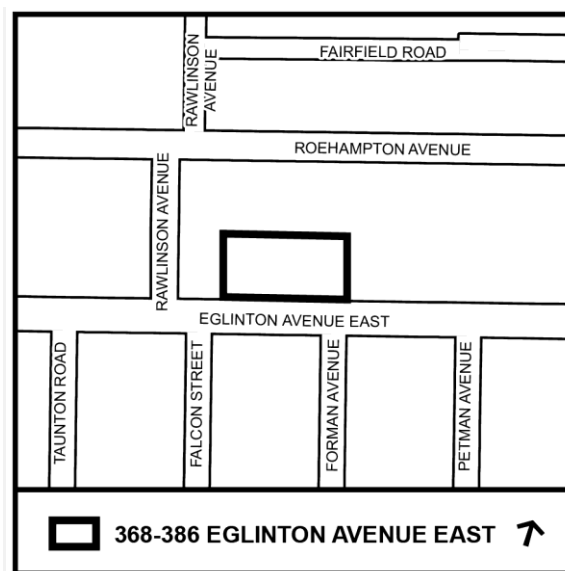 RAWLINSON
AVENUE
FAIRFIELD ROAD
ROEHAMPTON AVENUE
RAWLINSON AVENUE
EGLINTON AVENUE EAST
TAUNTON ROAD
FALCON STREET
FORMAN AVENUE
PETMAN AVENUE
368-386 EGLINTON AVENUE EAST